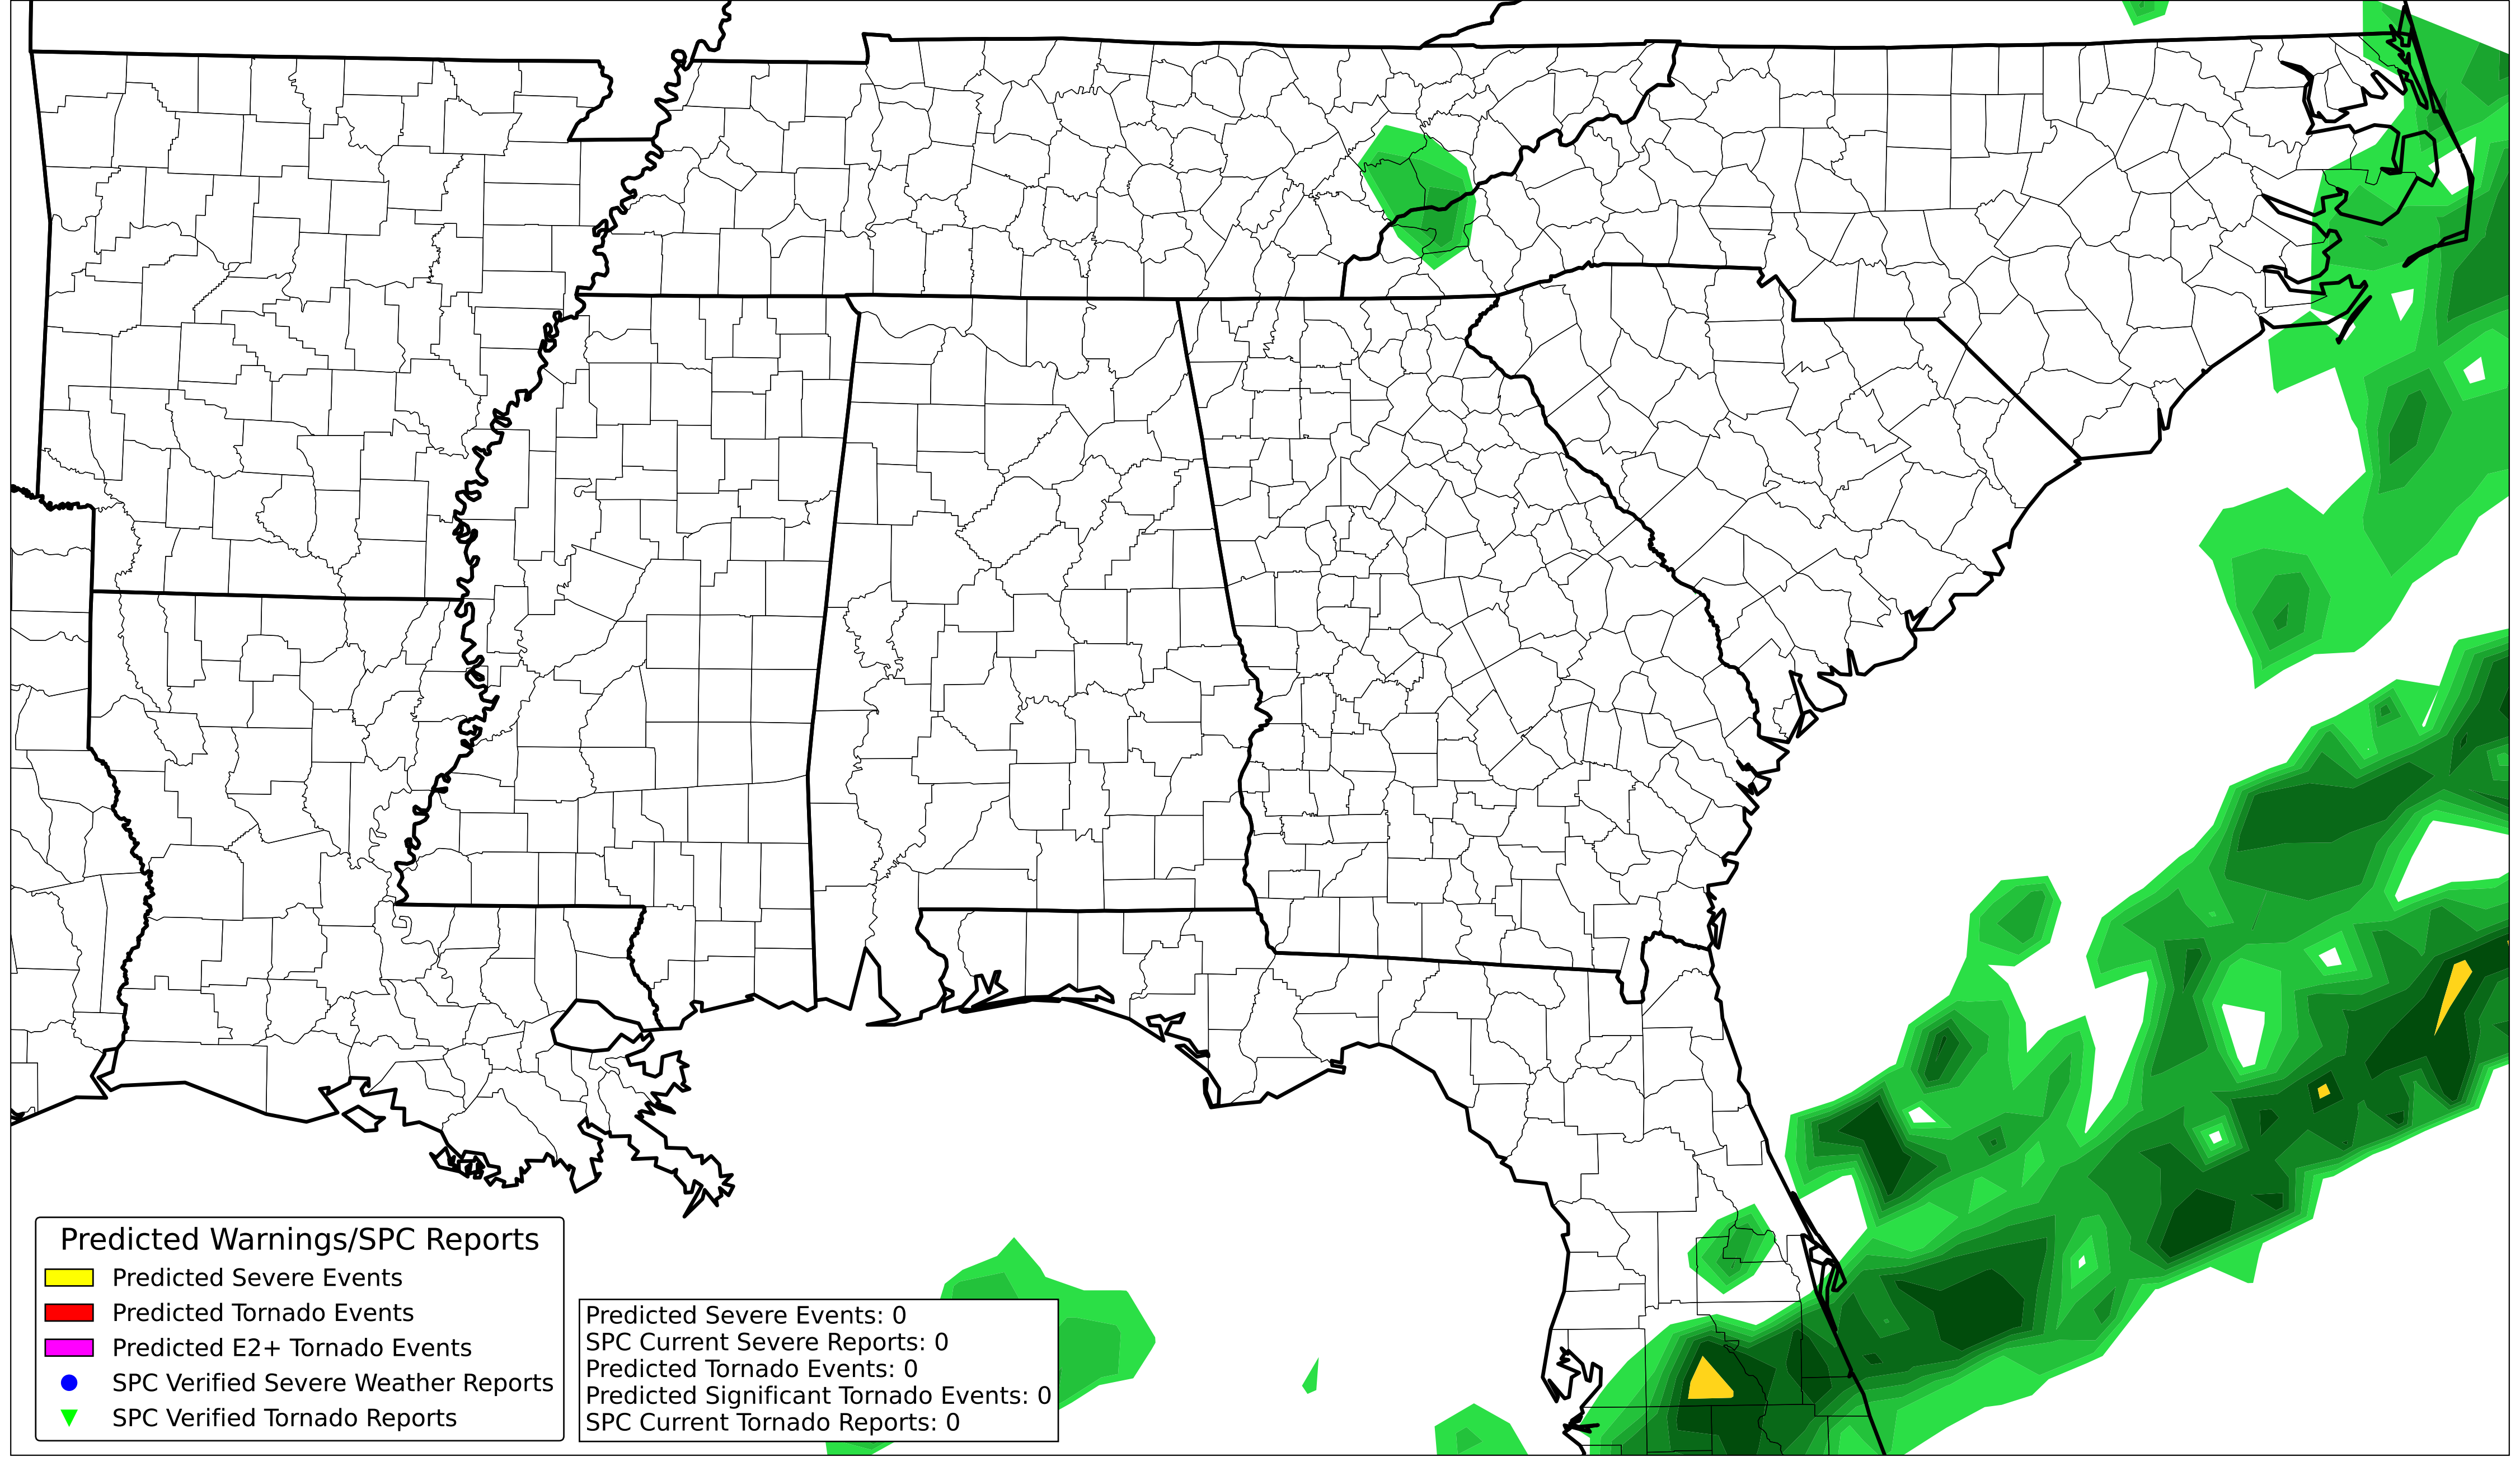 Predicted Warnings/SPC Reports
Predicted Severe Events
Predicted Tornado Events
Predicted E2+ Tornado Events
SPC Verified Severe Weather Reports
SPC Verified Tornado Reports
Predicted Severe Events: 0
SPC Current Severe Reports: 0
Predicted Tornado Events: 0
Predicted Significant Tornado Events: 0
SPC Current Tornado Reports: 0